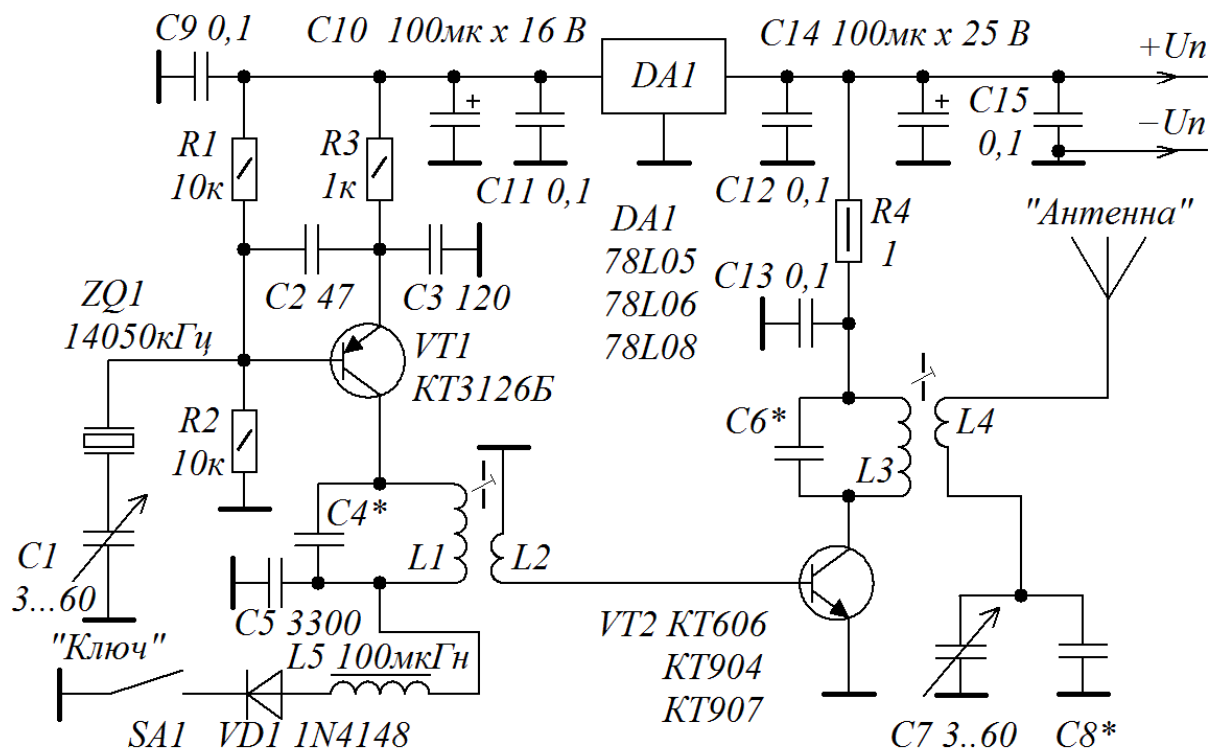 C9 0,1
C10 100мк x 16 В
C14 100мк x 25 В
+Un
DA1
C15
0,1
−Un
R1
10к
R3
1к
C11 0,1
C12 0,1
DA1
78L05
78L06
78L08
R4
1
"Антенна"
C2 47
C3 120
C13 0,1
ZQ1
14050кГц
VT1
КТ3126Б
R2
10к
C6*
L3
L4
C4*
L1
L2
C1
3...60
C5 3300
"Ключ"
L5 100мкГн
VT2 КТ606
КТ904
КТ907
SA1
VD1 1N4148
C7 3..60
C8*